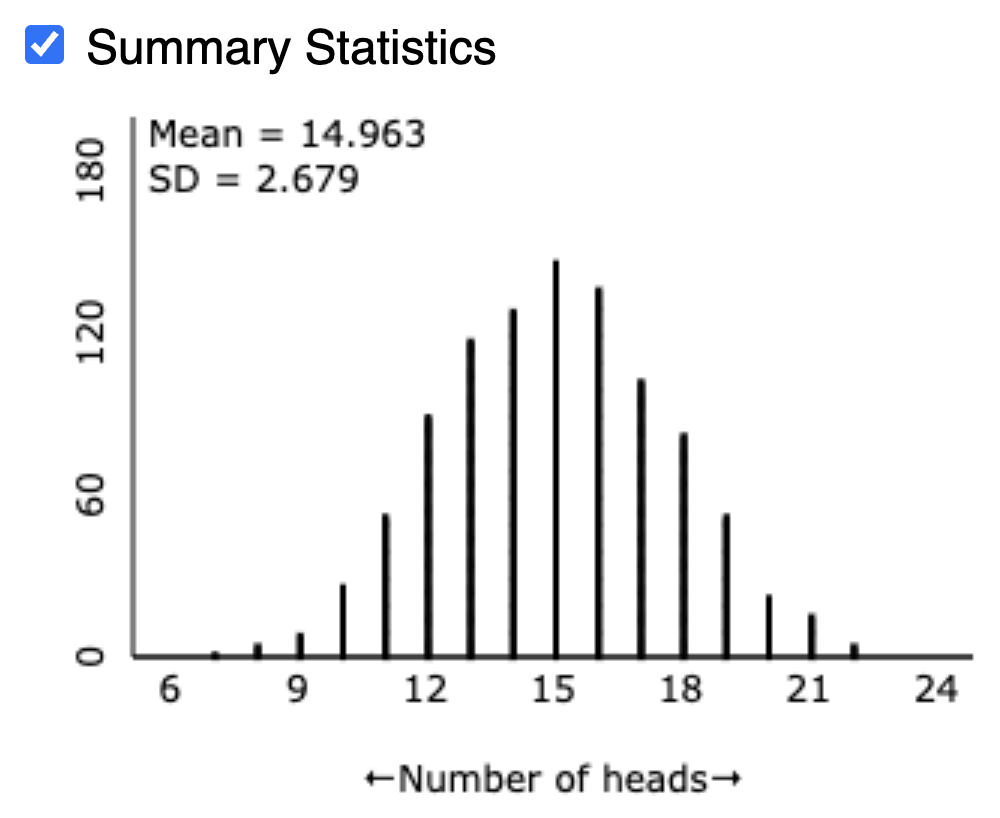 Summary Statistics
Mean = 14.963
SD = 2.679
180
120
60
0
6 9 12 15 18 21 24
←Number of heads→